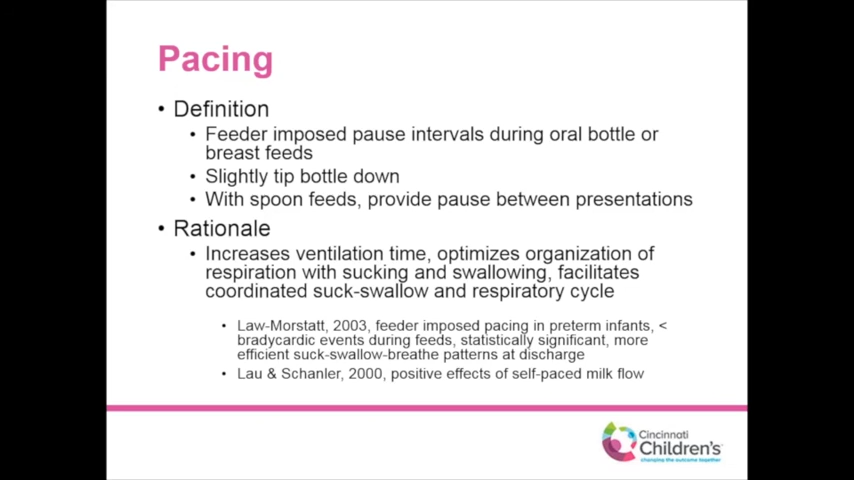 Pacing
• Definition
• Feeder imposed pause intervals during oral bottle or
breast feeds
• Slightly tip bottle down
• With spoon feeds, provide pause between presentations
• Rationale
• Increases ventilation time, optimizes organization of
respiration with sucking and swallowing, facilitates
coordinated suck-swallow and respiratory cycle
• Law-Morstatt, 2003, feeder imposed pacing in preterm infants, <
bradycardic events during feeds, statistically significant, more
efficient suck-swallow-breathe patterns at discharge
• Lau & Schanler, 2000, positive effects of self-paced milk flow
Cincinnati
Children's
changing the outcome together